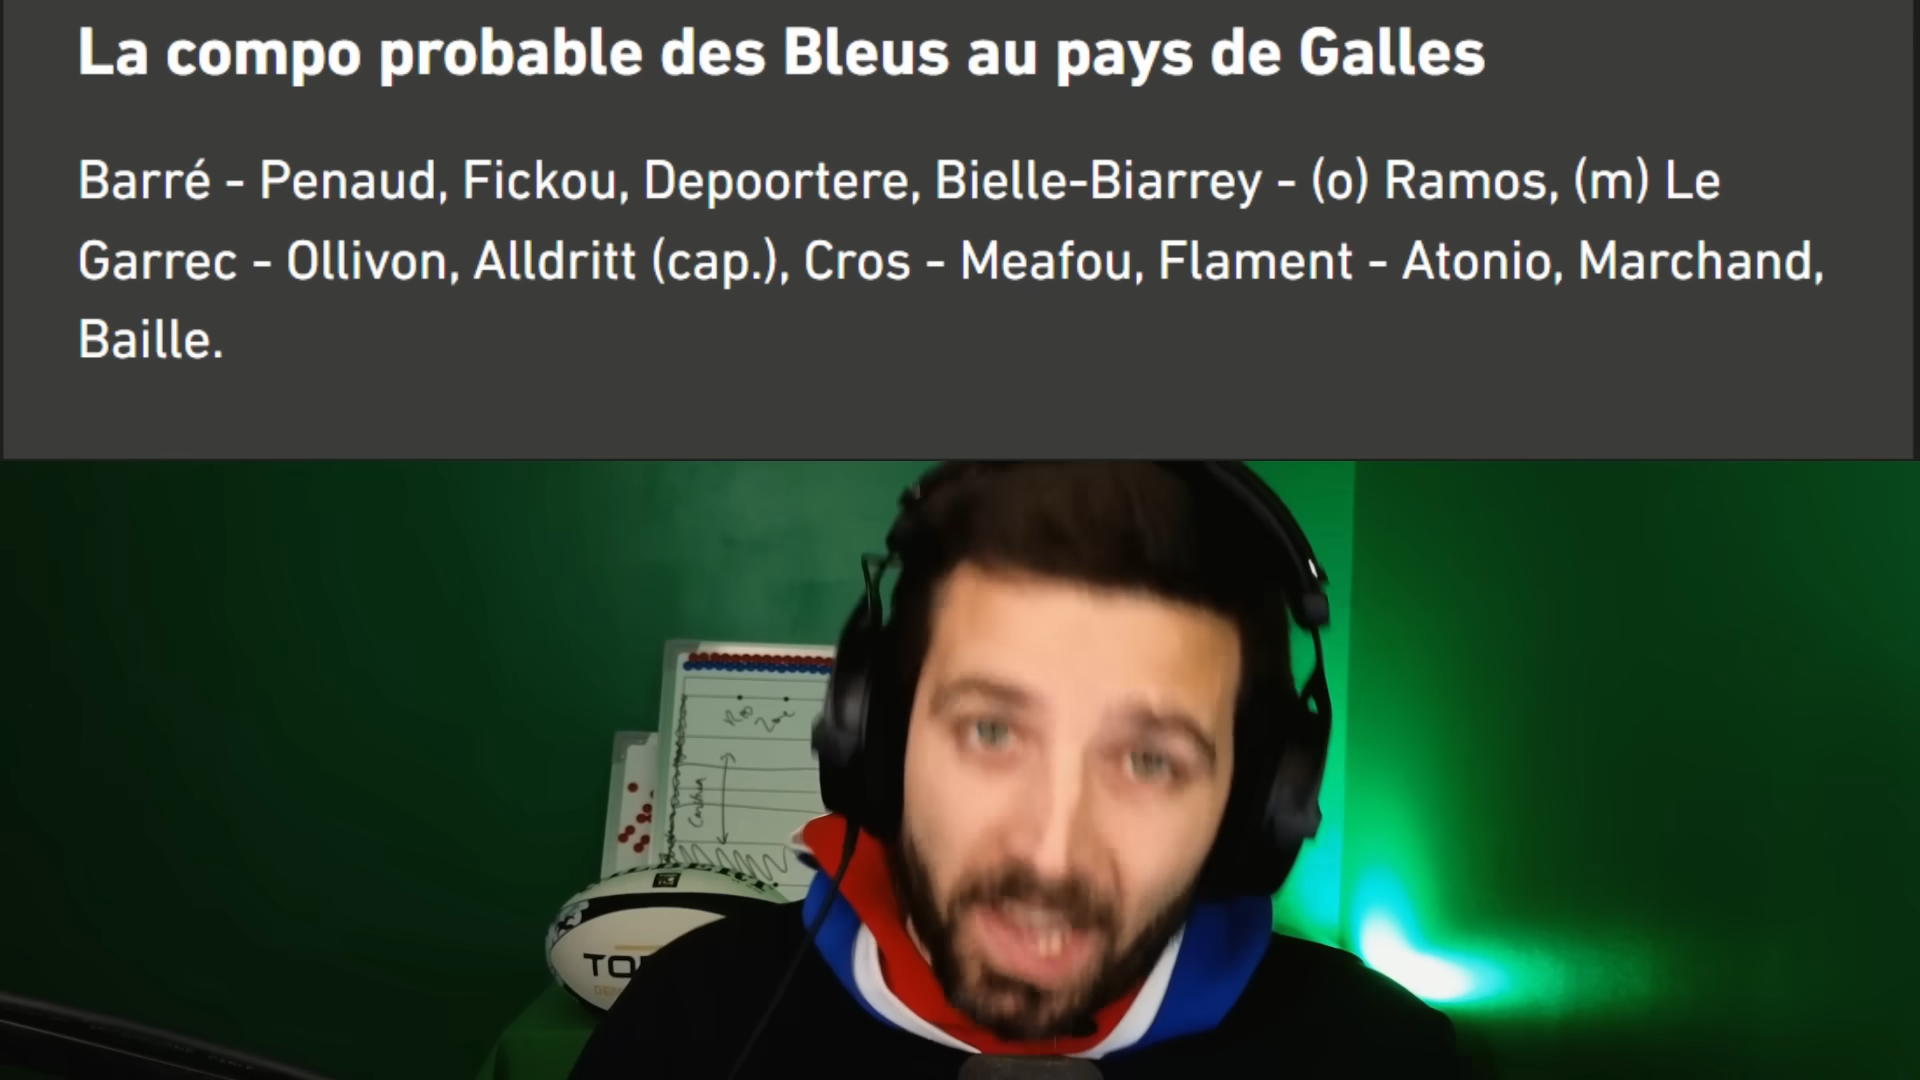 La compo probable des Bleus au pays de Galles
Barré - Penaud, Fickou, Depoortere, Bielle-Biarrey - (o) Ramos, (m) Le
Garrec - Ollivon, Alldritt (cap.), Cros - Meafou, Flament - Atonio, Marchand,
Baille.